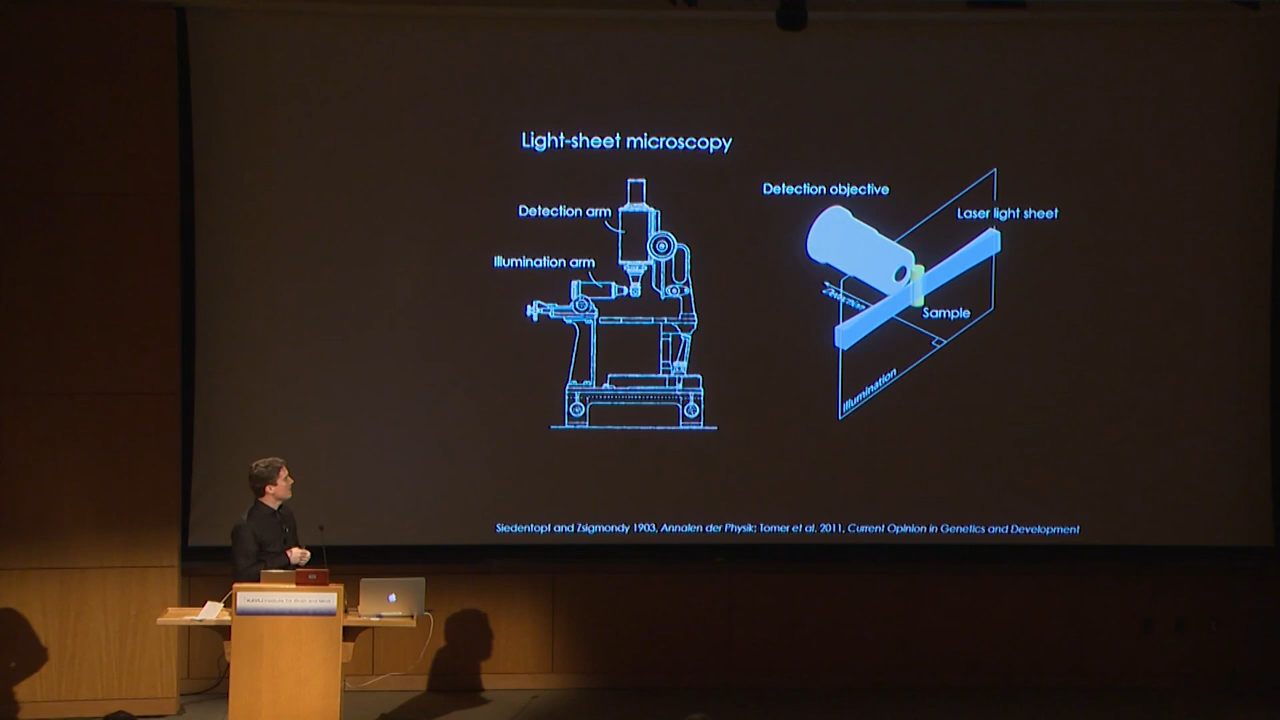 Light-sheet microscopy
Detection arm
Illumination arm
Detection objective
Laser light sheet
Detection
Sample
Illumination
Siedentopf and Zsigmondy 1903, Annalen der Physik; Tomer et al. 2011, Current Opinion in Genetics and Development